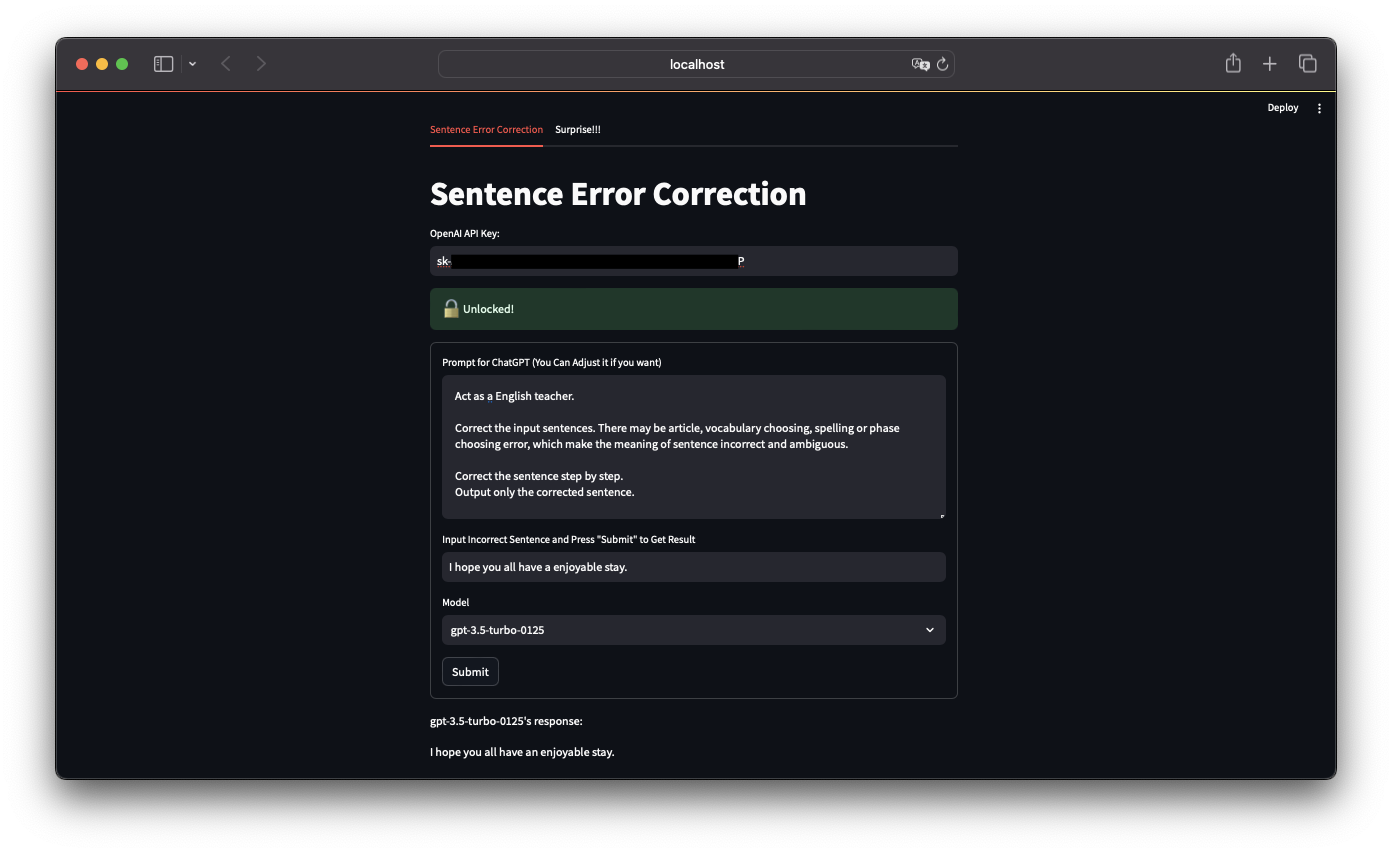 localhost
Deploy
Sentence Error Correction Surprise!!!
Sentence Error Correction
OpenAI API Key:
sk- P
Unlocked!
Prompt for ChatGPT (You Can Adjust it if you want)
Act as a English teacher.
Correct the input sentences. There may be article, vocabulary choosing, spelling or phase
choosing error, which make the meaning of sentence incorrect and ambiguous.
Correct the sentence step by step.
Output only the corrected sentence.
Input Incorrect Sentence and Press "Submit" to Get Result
I hope you all have a enjoyable stay.
Model
gpt-3.5-turbo-0125
Submit
gpt-3.5-turbo-0125's response:
I hope you all have an enjoyable stay.